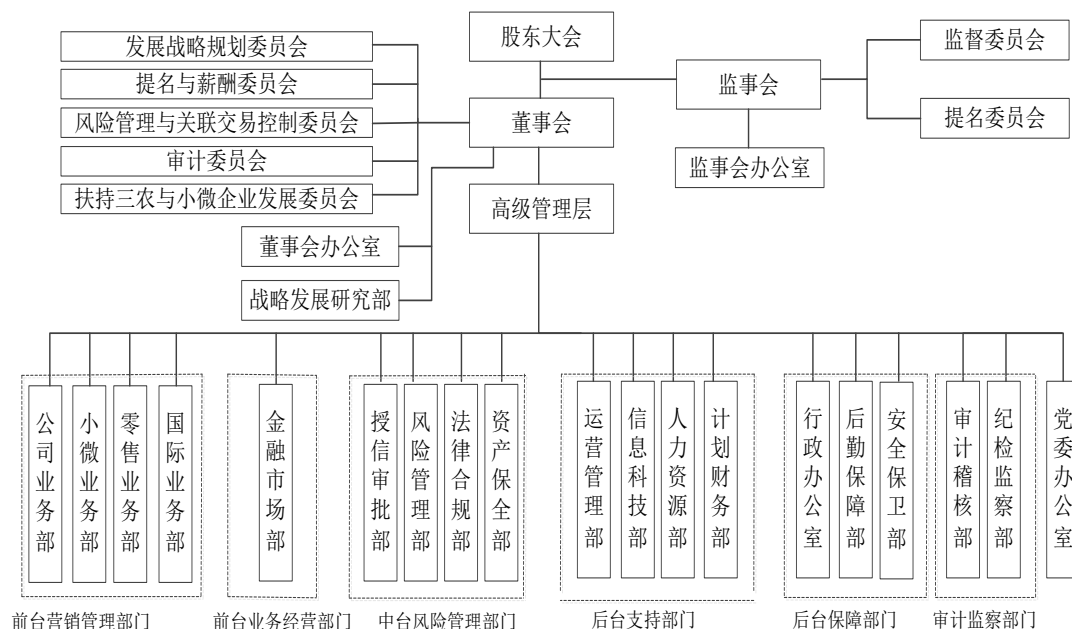 股东大会
发展战略规划委员会
提名与薪酬委员会
风险管理与关联交易控制委员会
审计委员会
扶持三农与小微企业发展委员会
董事会
监事会
监督委员会
提名委员会
监事会办公室
高级管理层
董事会办公室
战略发展研究部
公司业务部
小微业务部
零售业务部
国际业务部
金融市场部
授信审批部
风险管理部
法律合规部
资产保全部
运营管理部
信息科技部
人力资源部
计划财务部
行政办公室
后勤保障部
安全保卫部
审计稽核部
纪检监察部
党委办公室
前台营销管理部门
前台业务经营部门
中台风险管理部门
后台支持部门
后台保障部门
审计监察部门